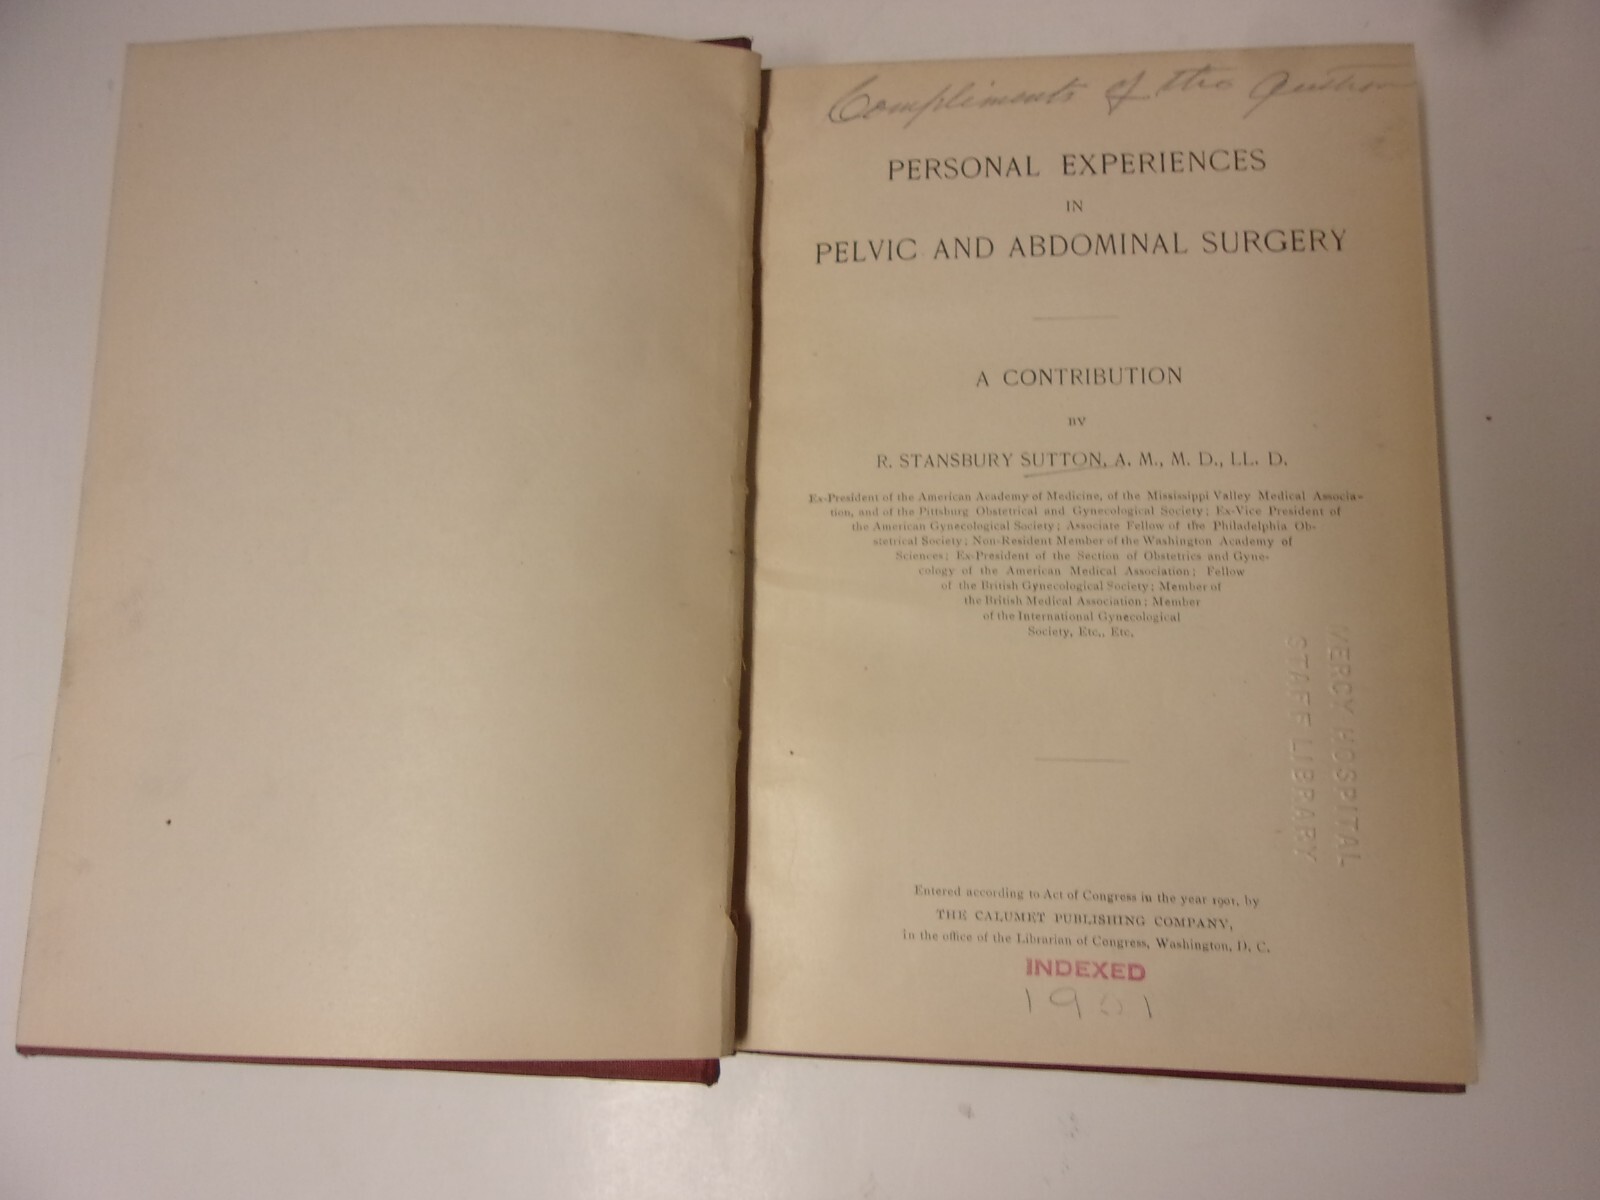 Compliments of the
PERSONAL EXPERIENCES
IN
PELVIC AND ABDOMINAL SURGERY
A CONTRIBUTION
BY
R. STANSBURY SUTTON, A. M., M. D., LL. D.
Ex-President of the American Academy of Medicine, of the Mississippi Valley Medical Associa-
tion, and of the Pittsburg Obstetrical and Gynecological Society; Ex-Vice President of
the American Gynecological Society; Associate Fellow of the Philadelphia Ob-
stetrical Society; Non-Resident Member of the Washington Academy of
Sciences; Ex-President of the Section of Obstetrics and Gyne-
cology of the American Medical Association; Fellow
of the British Gynecological Society; Member of
the British Medical Association; Member
of the International Gynecological
Society, Etc., Etc.
MERCY HOSPITAL
STAFF LIBRARY
Entered according to Act of Congress in the year 1901, by
THE CALUMET PUBLISHING COMPANY,
in the office of the Librarian of Congress, Washington, D. C.
INDEXED
1901